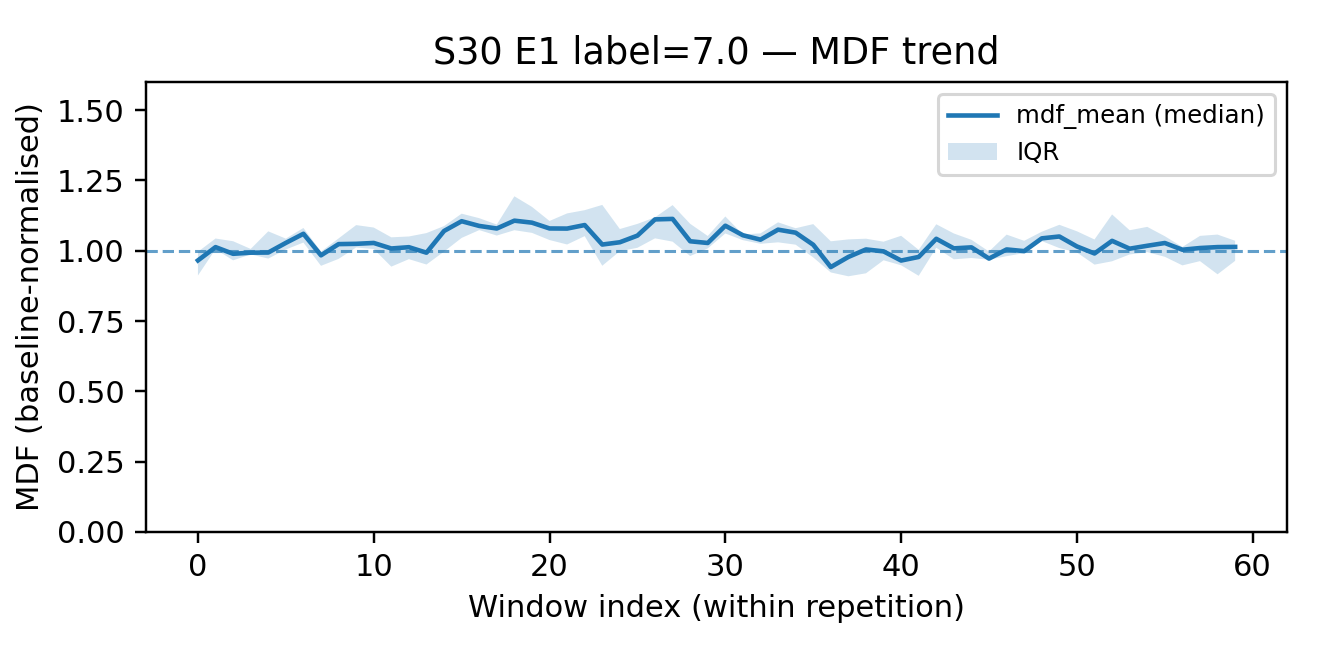 S30 E1 label=7.0 — MDF trend
mdf_mean (median)
IQR
MDF (baseline-normalised)
1.50
1.25
1.00
0.75
0.50
0.25
0.00
0 10 20 30 40 50 60
Window index (within repetition)